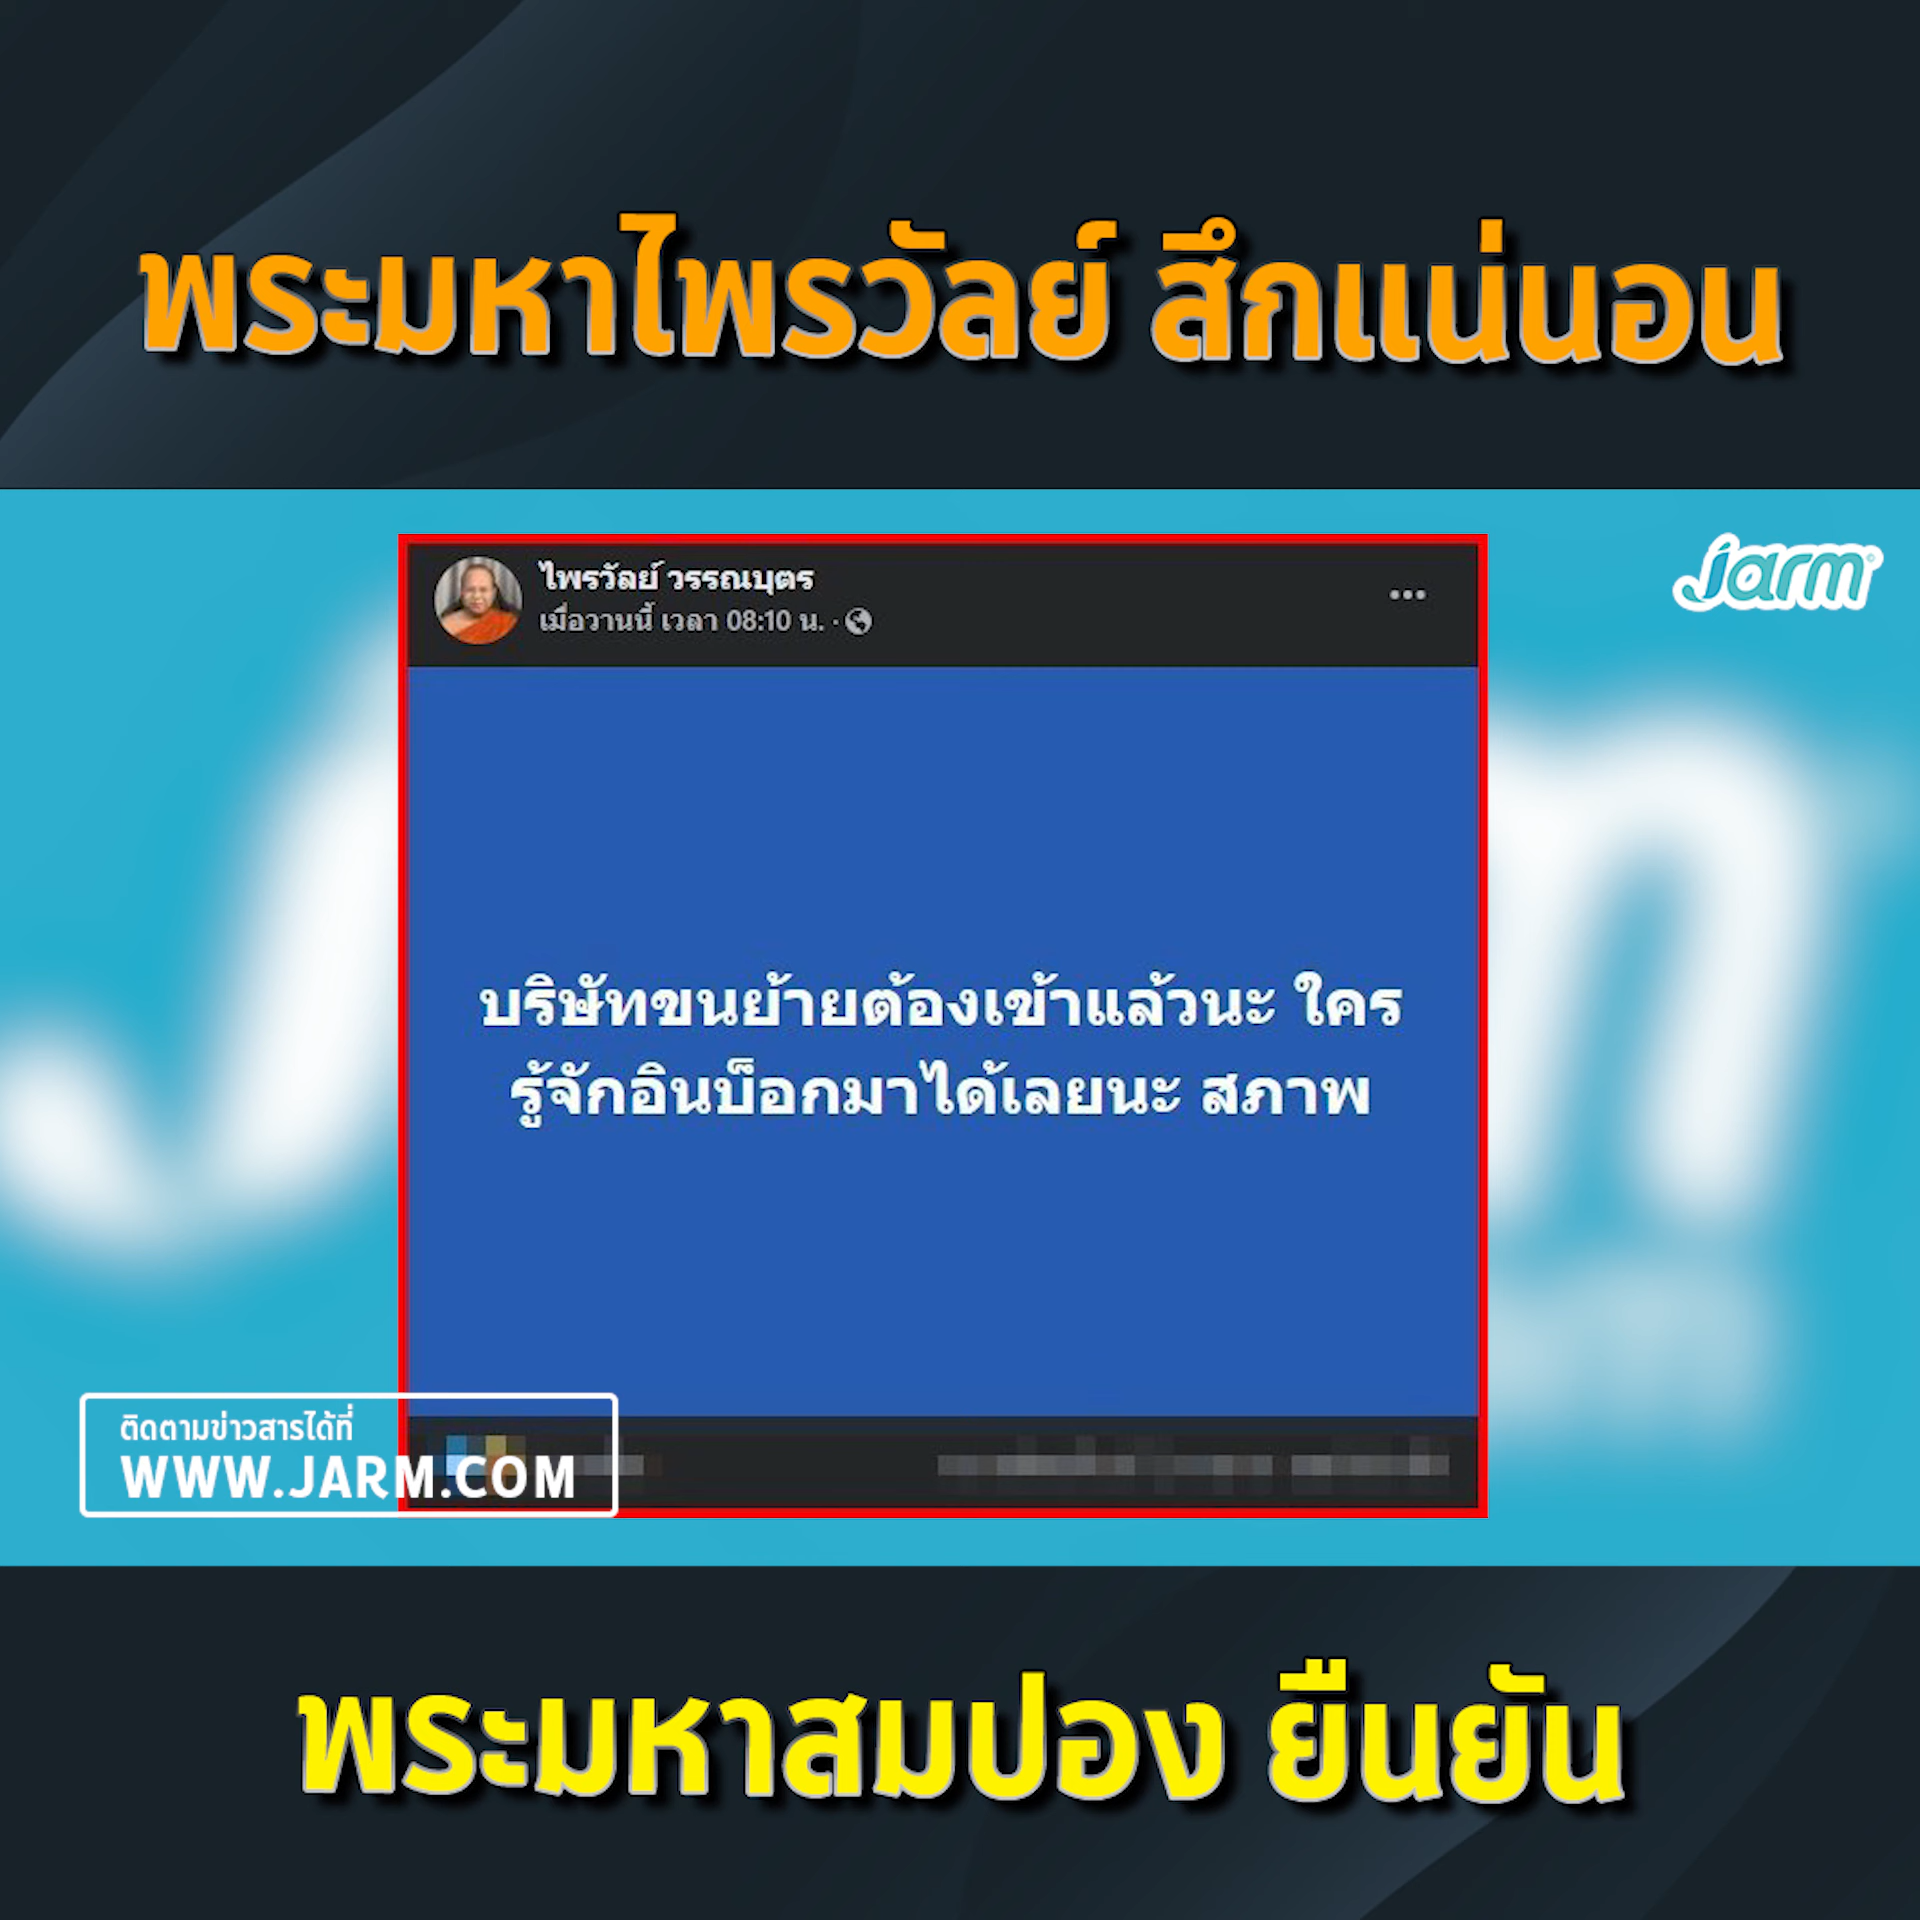 พระมหาไพรวัลย์ สึกแน่นอน
jarm
ไพรวัลย์ วรรณบุตร
เมื่อวานนี้ เวลา 08:10 น. ·
บริษัทขนย้ายต้องเข้าแล้วนะ ใคร
รู้จักอินบ็อกมาได้เลยนะ สภาพ
ติดตามข่าวสารได้ที่
WWW.JARM.COM
พระมหาสมปอง ยืนยัน